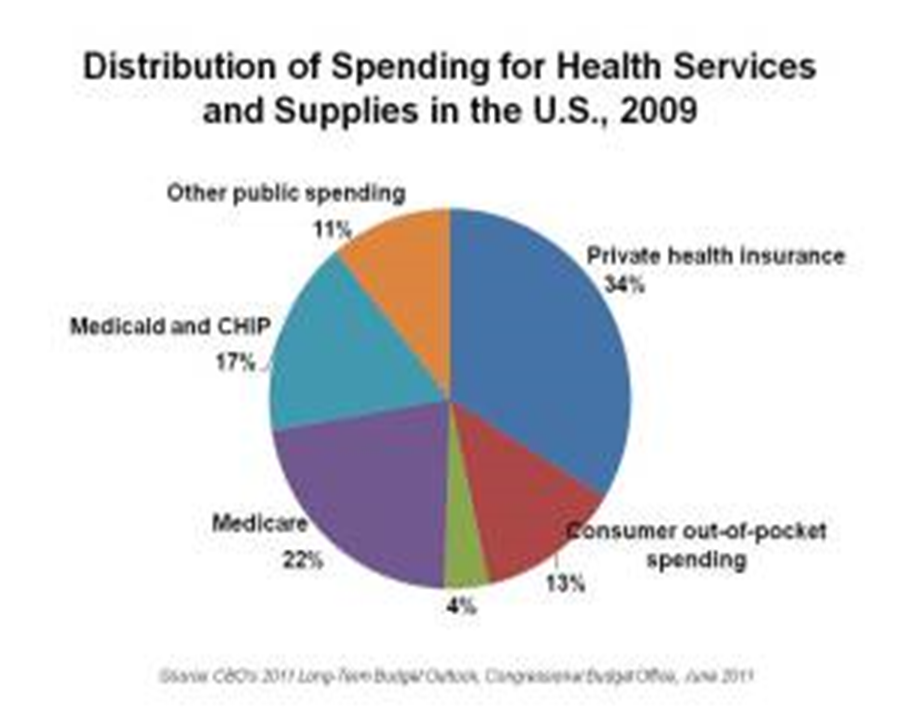 Distribution of Spending for Health Services
and Supplies in the U.S., 2009
Other public spending
11%
Private health insurance
34%
Medicaid and CHIP
17%
Medicare
22%
Consumer out-of-pocket
spending
13%
4%
Source: CBO's 2011 Long-Term Budget Outlook, Congressional Budget Office, June 2011